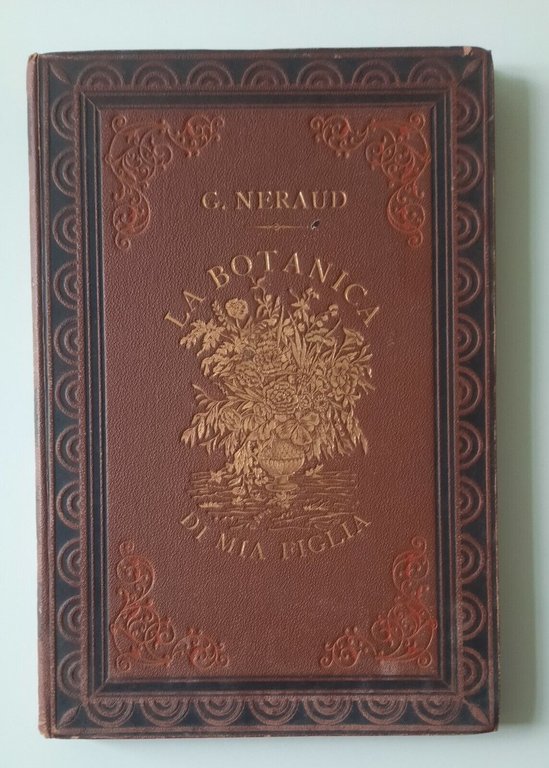 G. NERAUD
LA BOTANICA
DI MIA FIGLIA